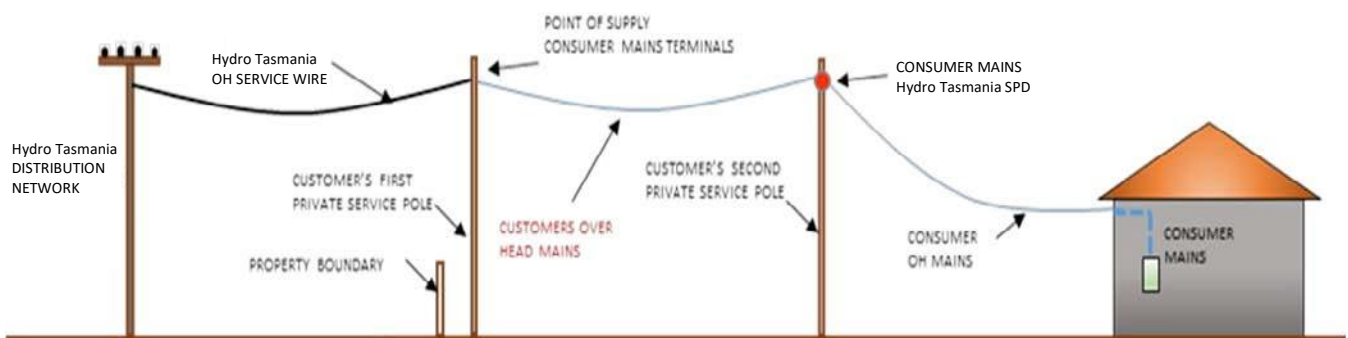 POINT OF SUPPLY
CONSUMER MAINS TERMINALS
Hydro Tasmania
OH SERVICE WIRE
CONSUMER MAINS
Hydro Tasmania SPD
Hydro Tasmania
DISTRIBUTION
NETWORK
CUSTOMER'S FIRST
PRIVATE SERVICE POLE
CUSTOMER'S SECOND
PRIVATE SERVICE POLE
CUSTOMERS OVER
HEAD MAINS
CONSUMER
OH MAINS
CONSUMER
MAINS
PROPERTY BOUNDARY